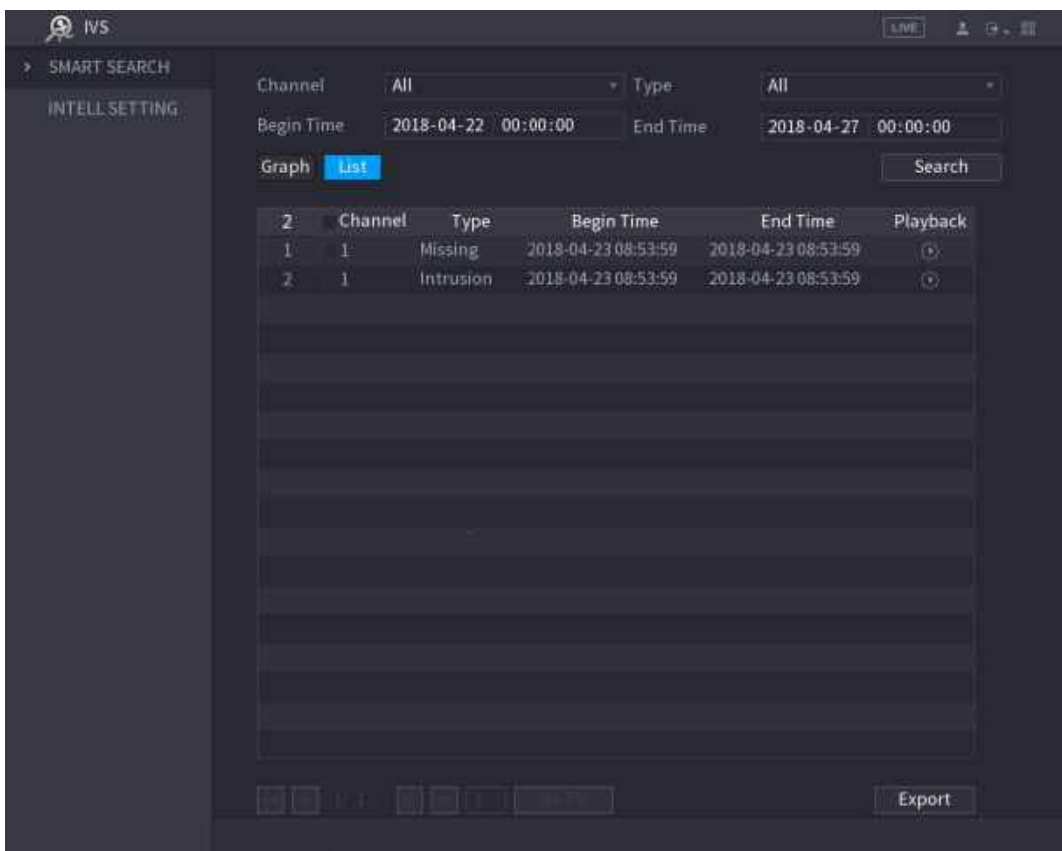 IVS LIVE
SMART SEARCH
INTELL SETTING
Channel All Type All
Begin Time 2018-04-22 00:00:00 End Time 2018-04-27 00:00:00
Graph List Search
2 Channel Type Begin Time End Time Playback
1 1 Missing 2018-04-23 08:53:59 2018-04-23 08:53:59
2 1 Intrusion 2018-04-23 08:53:59 2018-04-23 08:53:59
Export